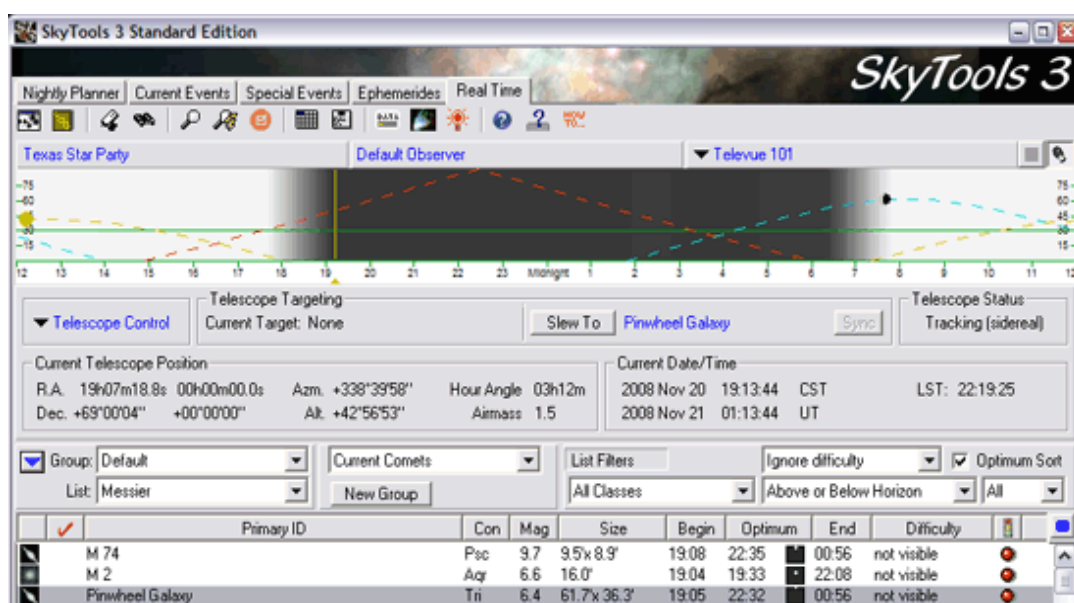 SkyTools 3 Standard Edition
SkyTools 3
Nightly Planner Current Events Special Events Ephemerides Real Time
DATA HOW TO...
Texas Star Party Default Observer Televue 101
75 75
60 60
45
30 30
15 15
12 13 14 15 16 17 18 19 20 21 22 23 Midnight 1 2 3 4 5 6 7 8 9 10 11 12
Telescope Targeting Telescope Status
Telescope Control Current Target: None Slew To Pinwheel Galaxy Sync Tracking (sidereal)
Current Telescope Position Current Date/Time
R.A. 19h07m18.8s 00h00m00.0s Azm. +338°39'58" Hour Angle 03h12m 2008 Nov 20 19:13:44 CST LST: 22:19:25
Dec. +69°00'04" +00°00'00" Alt. +42°56'53" Airmass 1.5 2008 Nov 21 01:13:44 UT
Group: Default Current Comets List Filters Ignore difficulty Optimum Sort
List: Messier New Group All Classes Above or Below Horizon All
Primary ID Con Mag Size Begin Optimum End Difficulty
M 74 Psc 9.7 9.5'x 8.9' 19:08 22:35 00:56 not visible
M 2 Aqr 6.6 16.0' 19:04 19:33 22:08 not visible
Pinwheel Galaxy Tri 6.4 61.7'x 36.3' 19:05 22:32 00:56 not visible